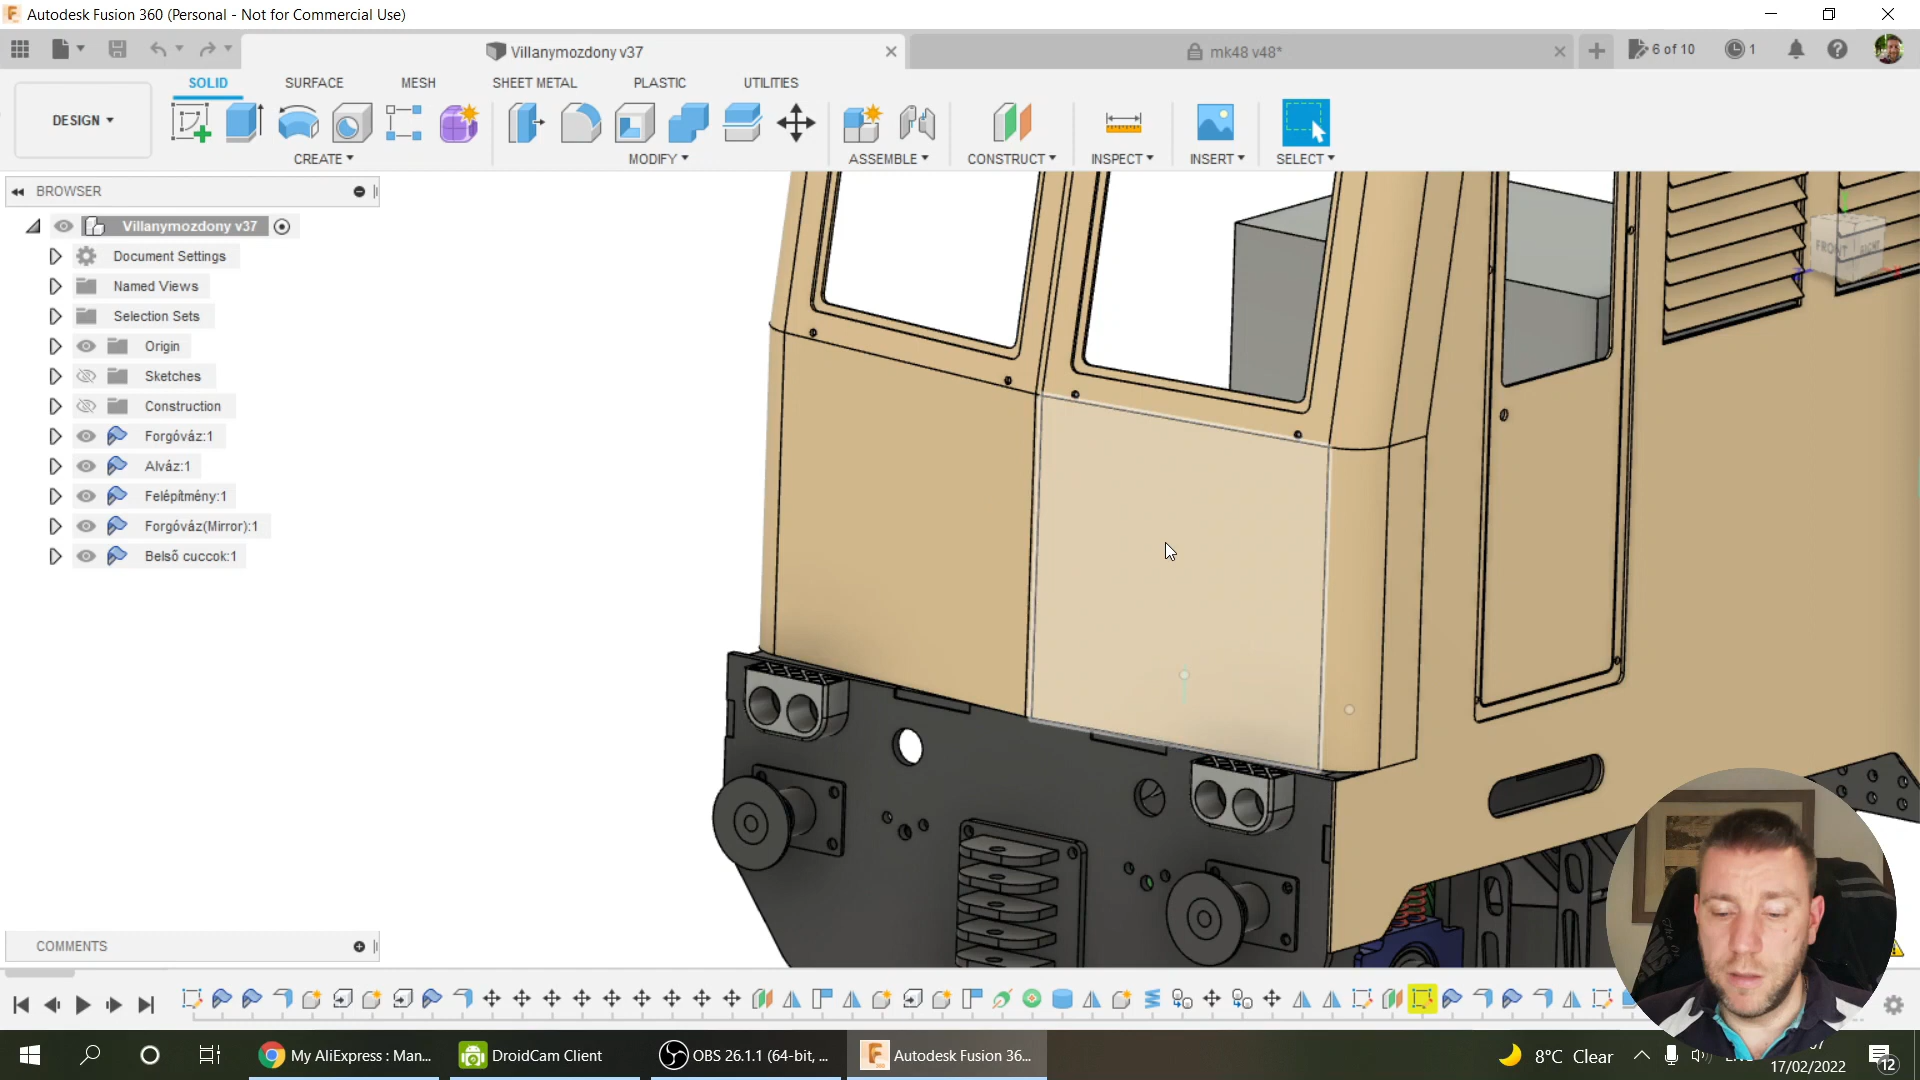 Autodesk Fusion 360 (Personal - Not for Commercial Use)
Villanymozdony v37
mk48 v48*
6 of 10
1
SOLID
SURFACE
MESH
SHEET METAL
PLASTIC
UTILITIES
DESIGN
CREATE
MODIFY
ASSEMBLE
CONSTRUCT
INSPECT
INSERT
SELECT
BROWSER
Villanymozdony v37
Document Settings
Named Views
Selection Sets
Origin
Sketches
Construction
Forgóváz:1
Alváz:1
Felépítmény:1
Forgóváz(Mirror):1
Belső cuccok:1
FRONT
RIGHT
COMMENTS
My AliExpress : Man...
DroidCam Client
OBS 26.1.1 (64-bit, ...
Autodesk Fusion 36...
8°C Clear
17/02/2022
12